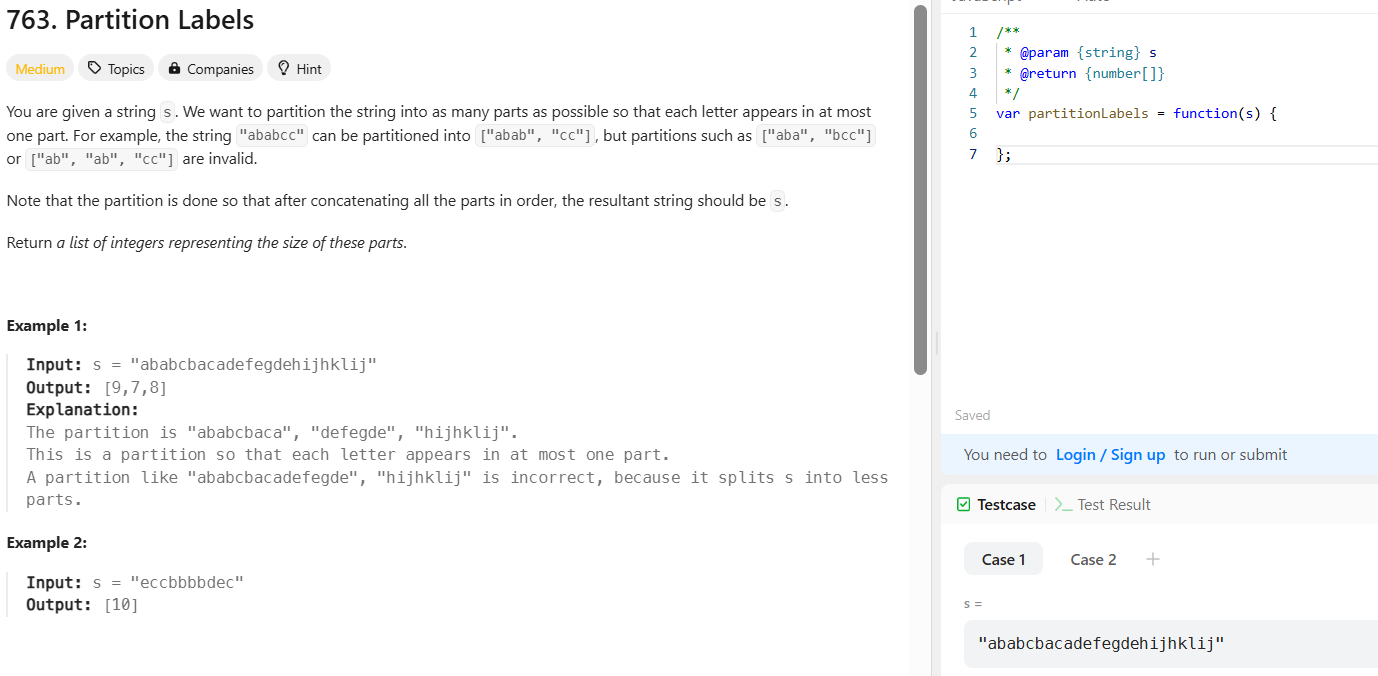 763. Partition Labels
Medium Topics Companies Hint
You are given a string s. We want to partition the string into as many parts as possible so that each letter appears in at most
one part. For example, the string "ababcc" can be partitioned into ["abab", "cc"], but partitions such as ["aba", "bcc"]
or ["ab", "ab", "cc"] are invalid.
Note that the partition is done so that after concatenating all the parts in order, the resultant string should be s.
Return a list of integers representing the size of these parts.
Example 1:
Input: s = "ababcbacadefegdehijhklij"
Output: [9,7,8]
Explanation:
The partition is "ababcbaca", "defegde", "hijhklij".
This is a partition so that each letter appears in at most one part.
A partition like "ababcbacadefegde", "hijhklij" is incorrect, because it splits s into less
parts.
Example 2:
Input: s = "eccbbbbdec"
Output: [10]
1 /**
2 * @param {string} s
3 * @return {number[]}
4 */
5 var partitionLabels = function(s) {
6
7 };
Saved
You need to Login / Sign up to run or submit
Testcase >_ Test Result
Case 1 Case 2 +
s =
"ababcbacadefegdehijhklij"